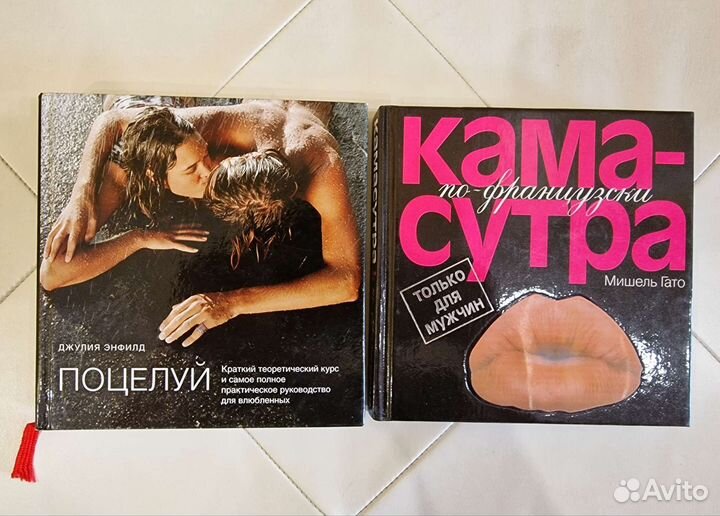 ДЖУЛИЯ ЭНФИЛД
ПОЦЕЛУЙ
Краткий теоретический курс
и самое полное
практическое руководство
для влюбленных
КАМАСУТРА
кама-
по-французски
сутра
Мишель Гато
ТОЛЬКО
ДЛЯ
МУЖЧИН
Avito